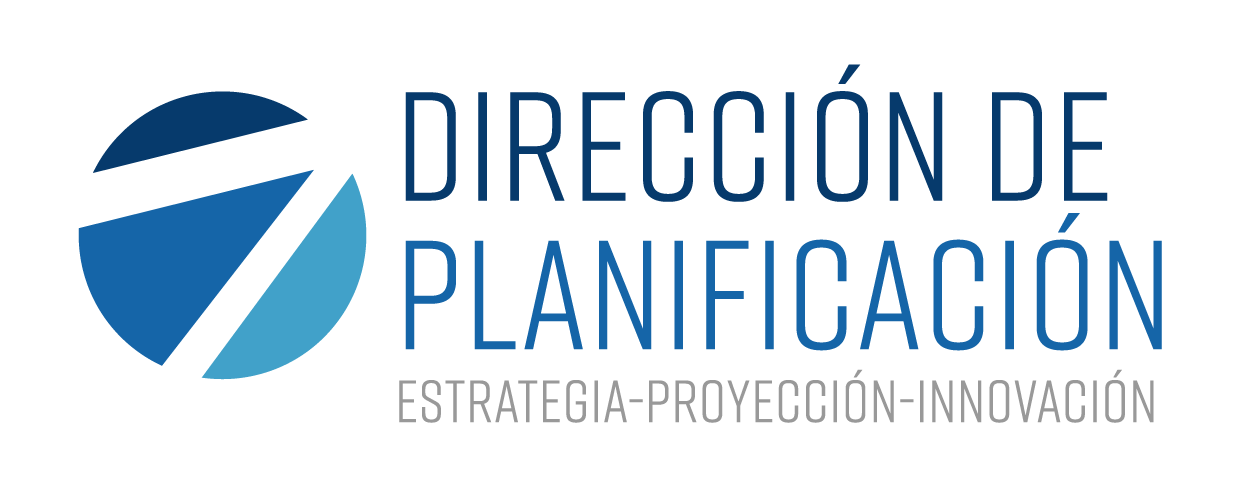 DIRECCIÓN DE
PLANIFICACIÓN
ESTRATEGIA-PROYECCIÓN-INNOVACIÓN